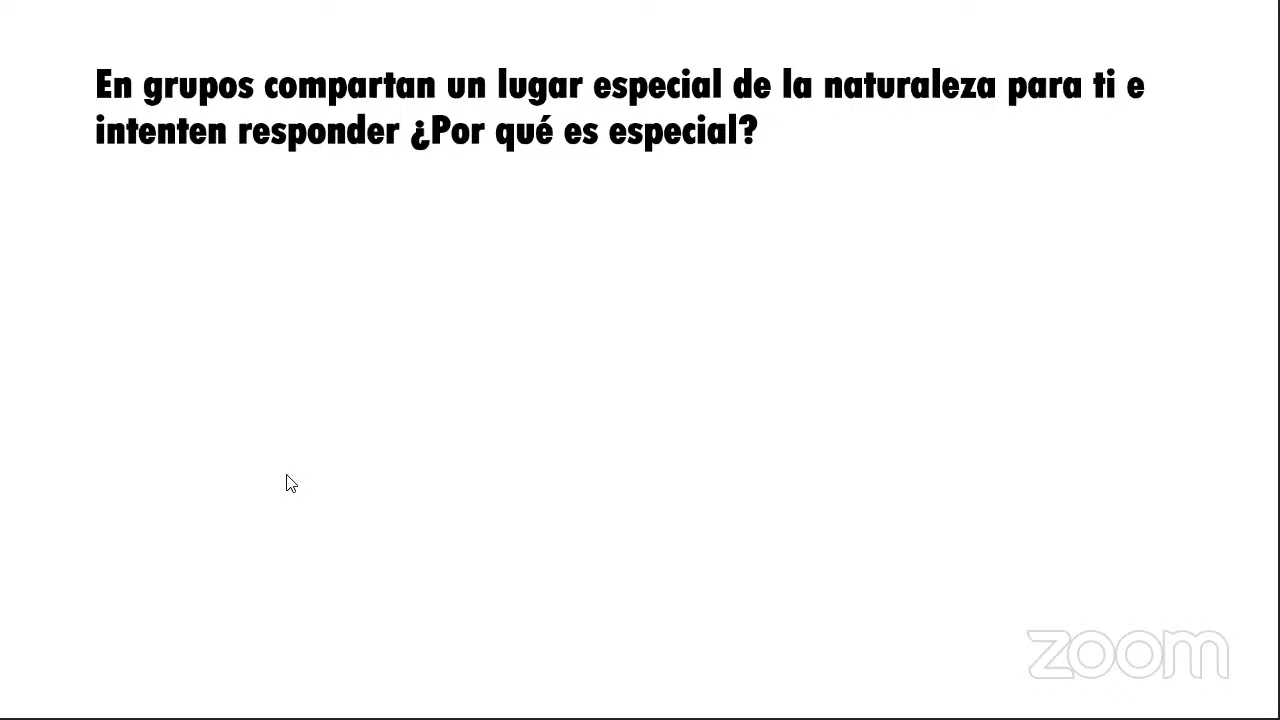 En grupos compartan un lugar especial de la naturaleza para ti e
intenten responder ¿Por qué es especial?
zoom